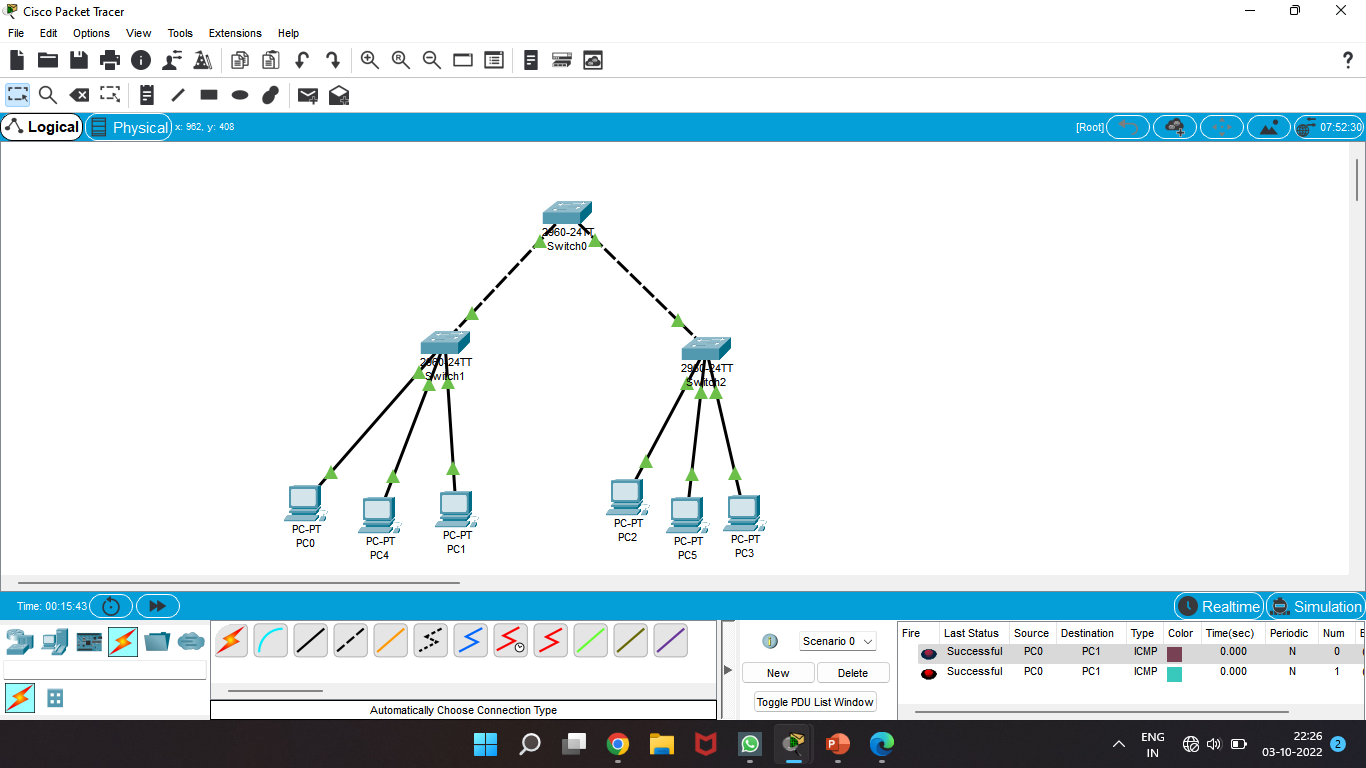 Cisco Packet Tracer
File Edit Options View Tools Extensions Help
Logical Physical x: 962, y: 408 [Root] 07:52:30
2960-24TT
Switch0
2960-24TT
Switch1
2960-24TT
Switch2
PC-PT
PC0
PC-PT
PC4
PC-PT
PC1
PC-PT
PC2
PC-PT
PC5
PC-PT
PC3
Time: 00:15:43 Realtime Simulation
Scenario 0
New Delete
Toggle PDU List Window
Automatically Choose Connection Type
Fire Last Status Source Destination Type Color Time(sec) Periodic Num
Successful PC0 PC1 ICMP 0.000 N 0
Successful PC0 PC1 ICMP 0.000 N 1
ENG
IN
22:26
03-10-2022
2